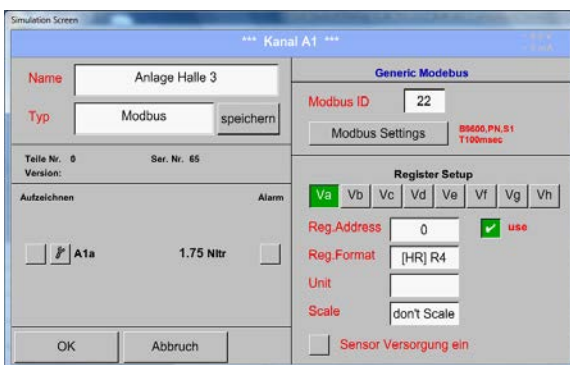 Simulation Screen
*** Kanal A1 ***
Name
Anlage Halle 3
Typ
Modbus
speichern
Teile Nr. 0
Ser. Nr. 65
Version:
Aufzeichnen
Alarm
A1a
1.75 Nltr
OK
Abbruch
Generic Modebus
Modbus ID
22
Modbus Settings
B9600,PN,S1
T100msec
Register Setup
Va Vb Vc Vd Ve Vf Vg Vh
Reg.Address
0
use
Reg.Format
[HR] R4
Unit
Scale
don't Scale
Sensor Versorgung ein